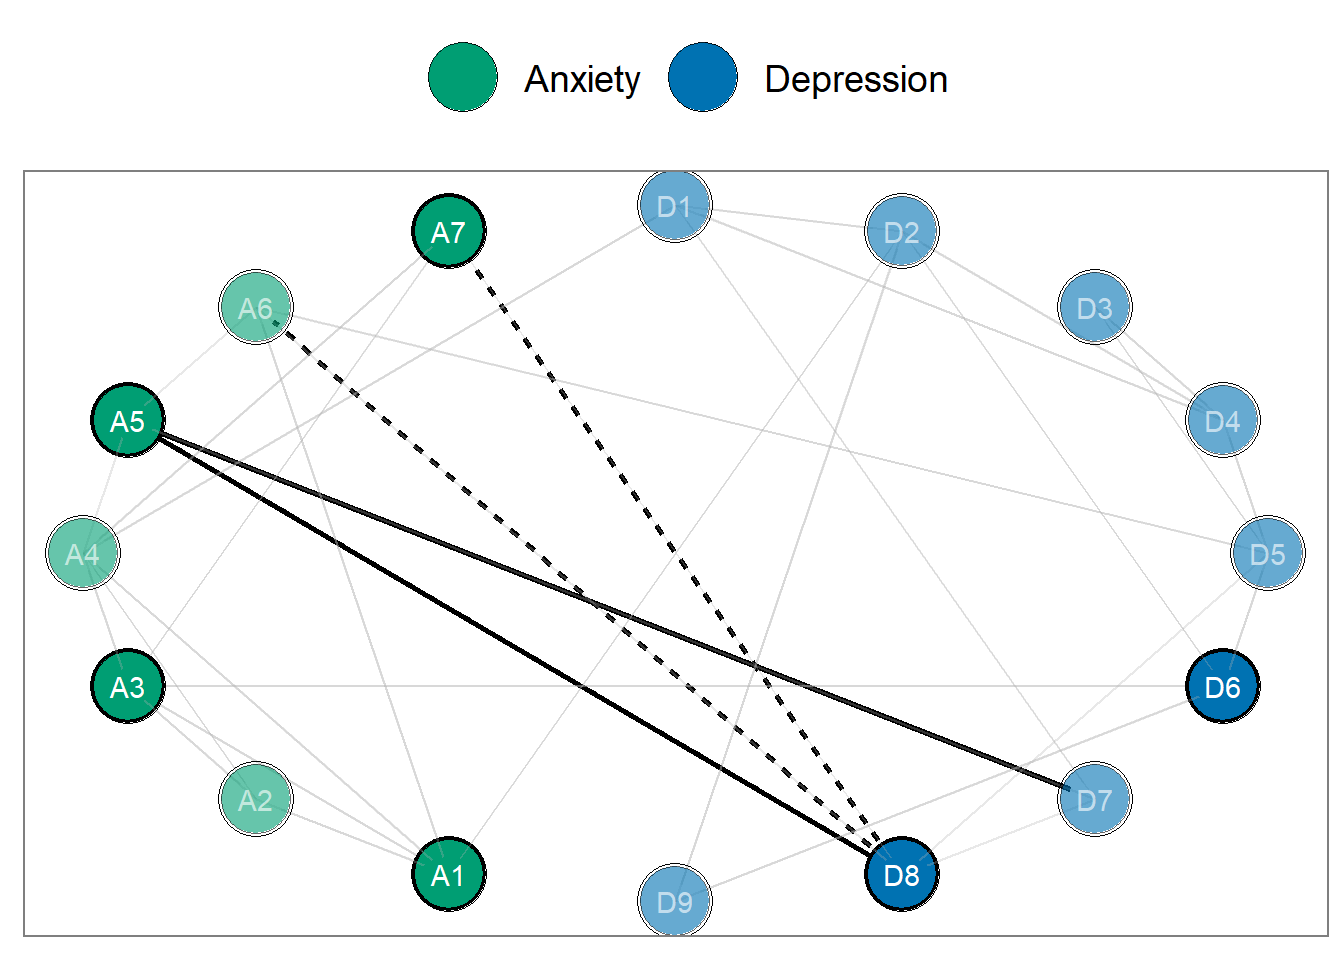 Anxiety Depression
D1
A7 D2
A6 D3
A5 D4
A4 D5
A3 D6
A2 D7
A1 D8
D9